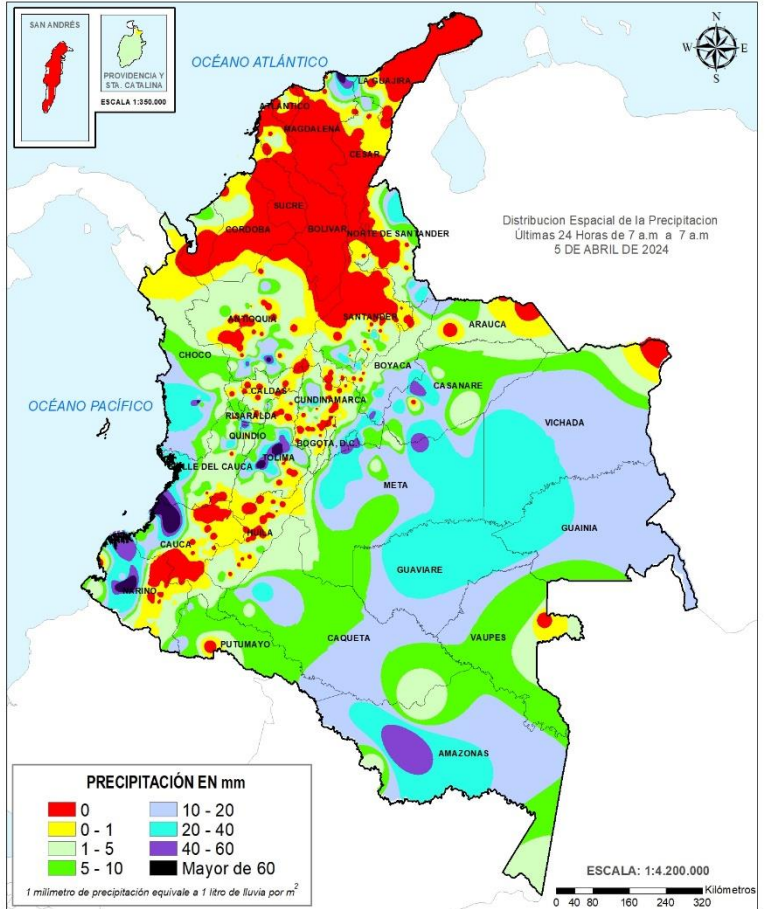 SAN ANDRÉS
PROVIDENCIA Y
STA. CATALINA
ESCALA 1:350.000
OCÉANO ATLÁNTICO
N
W
E
S
LA GUAJIRA
ATLÁNTICO
MAGDALENA
CESAR
SUCRE
CORDOBA
BOLIVAR
NORTE DE SANTANDER
Distribucion Espacial de la Precipitacion
Últimas 24 Horas de 7 a.m a 7 a.m
5 DE ABRIL DE 2024
ANTIOQUIA
SANTANDER
ARAUCA
CHOCO
BOYACA
CASANARE
CALDAS
CUNDINAMARCA
OCÉANO PACÍFICO
RISARALDA
VICHADA
QUINDIO
BOGOTA, D.C.
TOLIMA
VALLE DEL CAUCA
META
GUAINIA
HUILA
CAUCA
GUAVIARE
NARIÑO
CAQUETA
VAUPES
PUTUMAYO
AMAZONAS
PRECIPITACIÓN EN mm
0
10 - 20
0 - 1
20 - 40
1 - 5
40 - 60
5 - 10
Mayor de 60
1 milimetro de precipitación equivale a 1 litro de lluvia por m²
ESCALA: 1:4.200.000
Kilómetros
0 40 80 160 240 320